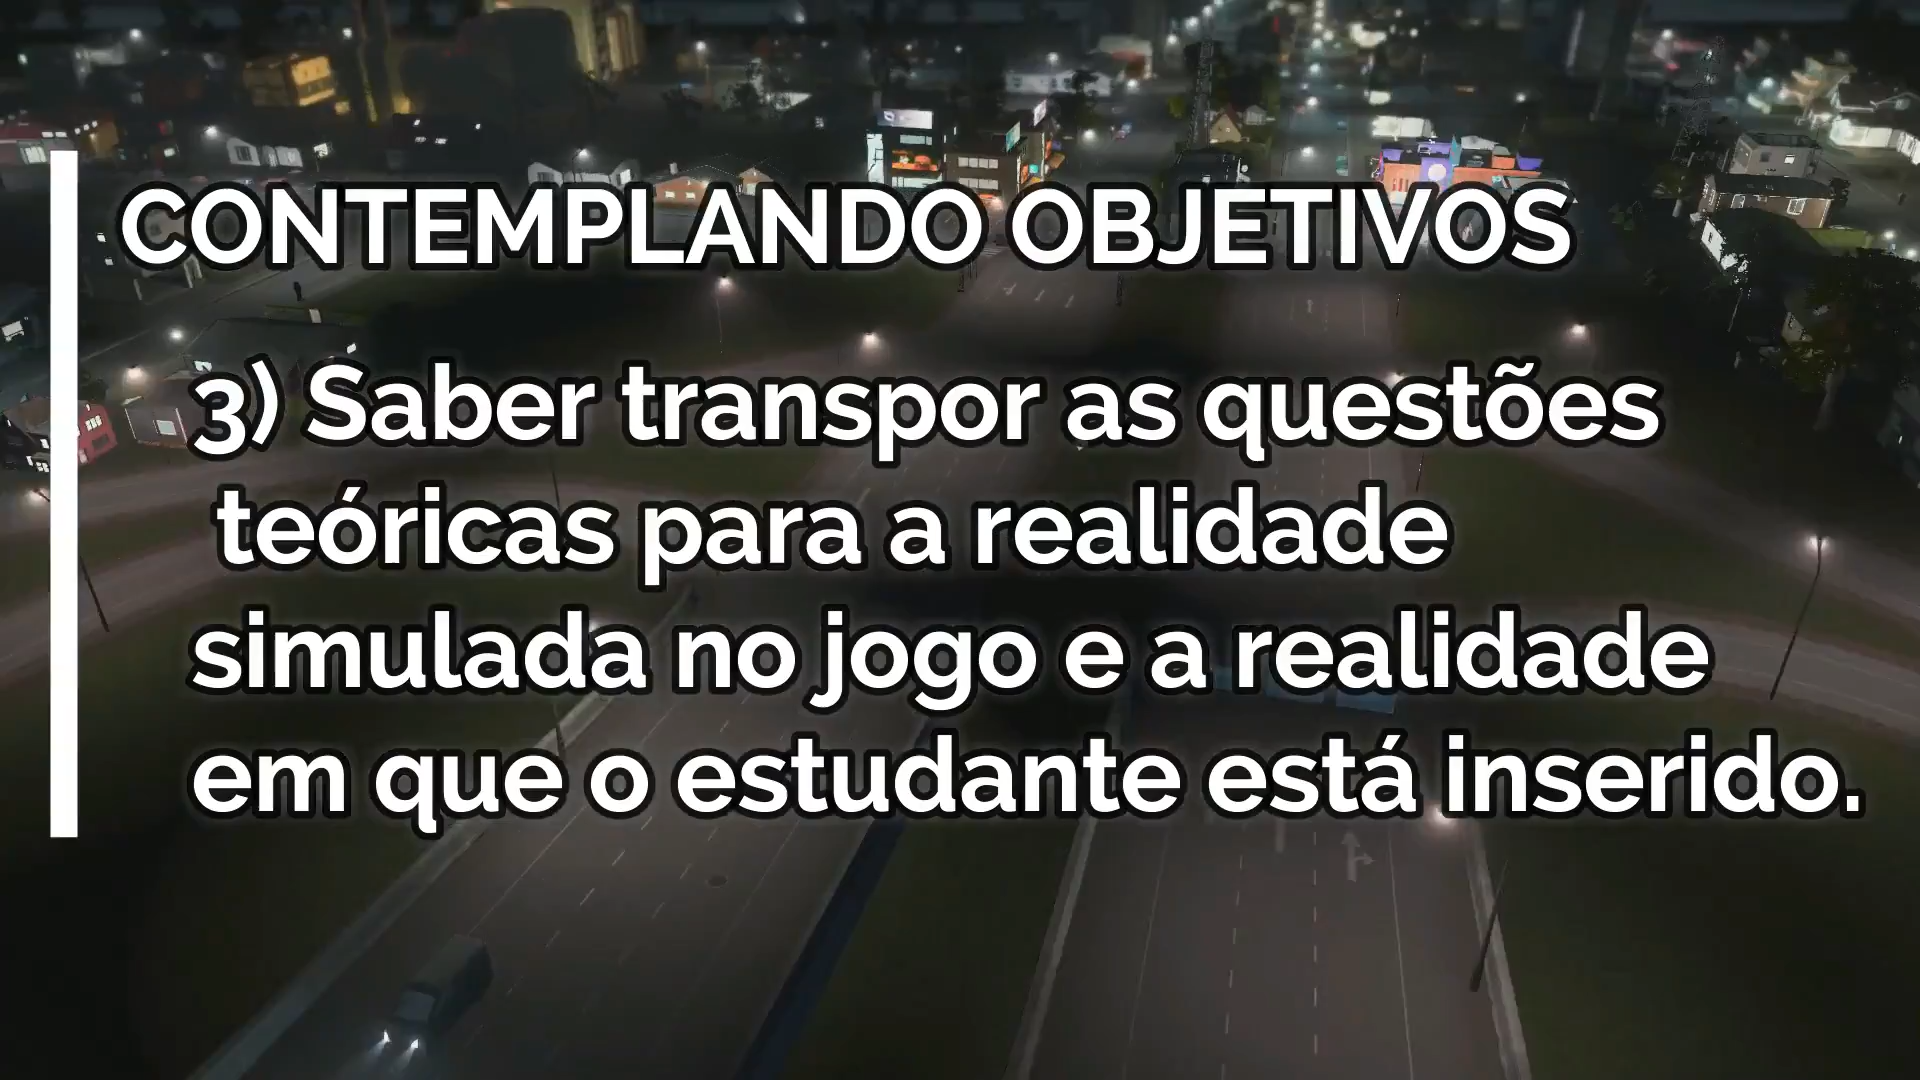 CONTEMPLANDO OBJETIVOS
3) Saber transpor as questões
teóricas para a realidade
simulada no jogo e a realidade
em que o estudante está inserido.